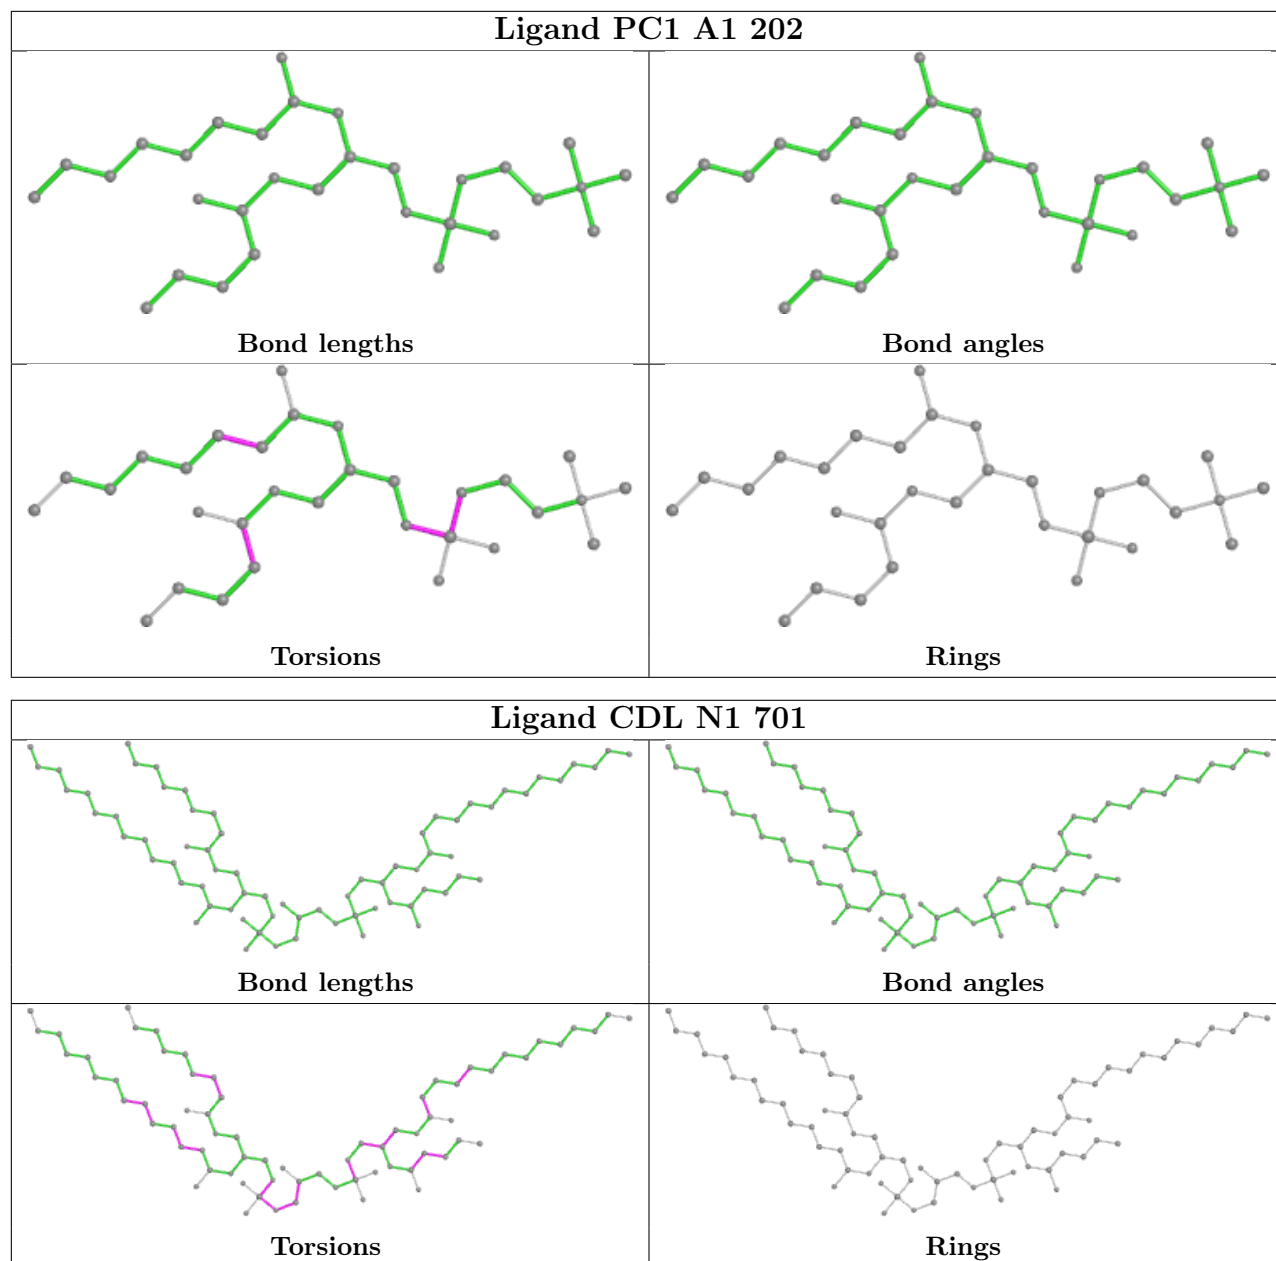 Ligand PC1 A1 202
Bond lengths
Bond angles
Torsions
Rings
Ligand CDL N1 701
Bond lengths
Bond angles
Torsions
Rings